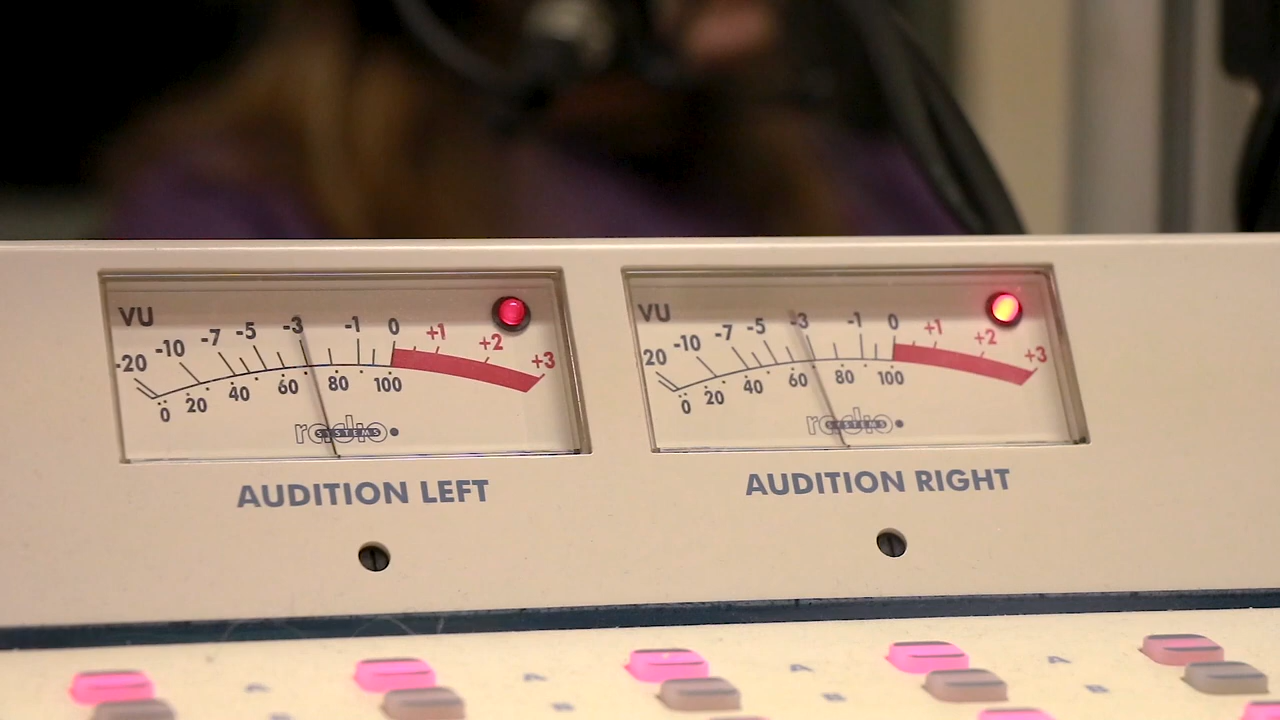 VU
-20 -10 -7 -5 -3 -1 0 +1 +2 +3
0 20 40 60 80 100
radio
SYSTEMS
AUDITION LEFT
VU
20 -10 -7 -5 -3 -1 0 +1 +2 +3
0 20 40 60 80 100
radio
SYSTEMS
AUDITION RIGHT
A A A
B B B